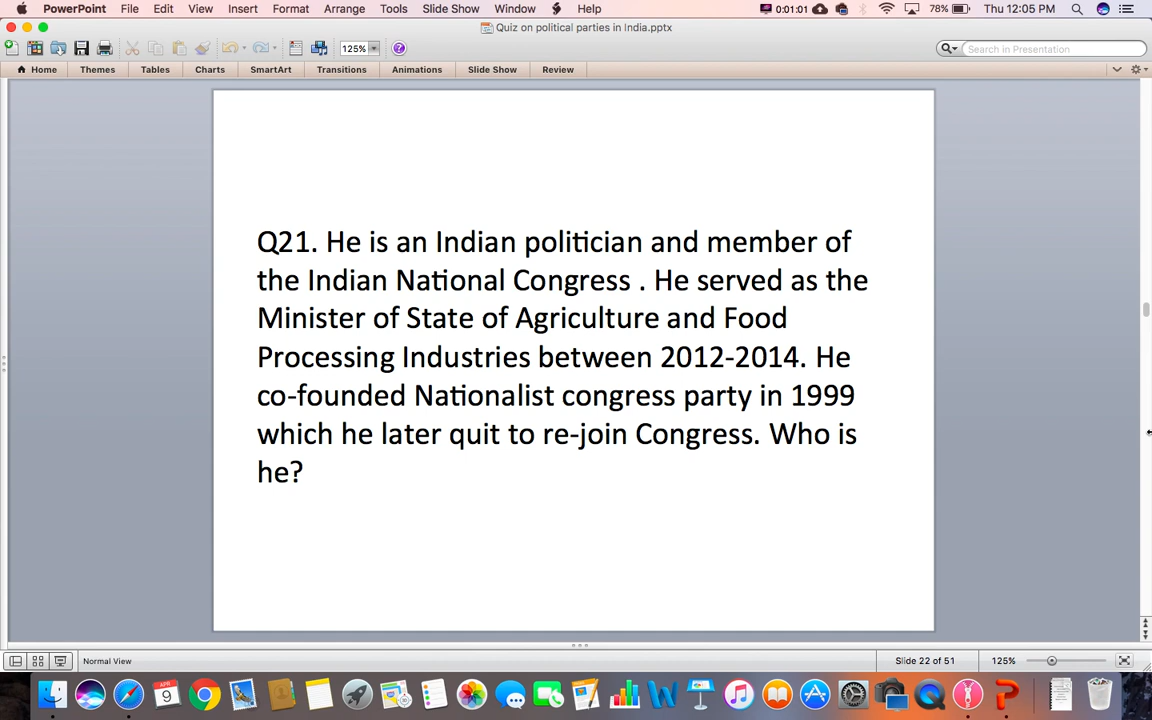 PowerPoint File Edit View Insert Format Arrange Tools Slide Show Window Help 0:01:01 78% Thu 12:05 PM
Quiz on political parties in India.pptx
125% ? Search in Presentation
Home Themes Tables Charts SmartArt Transitions Animations Slide Show Review
Q21. He is an Indian politician and member of
the Indian National Congress . He served as the
Minister of State of Agriculture and Food
Processing Industries between 2012-2014. He
co-founded Nationalist congress party in 1999
which he later quit to re-join Congress. Who is
he?
Normal View Slide 22 of 51 125%
APR
9